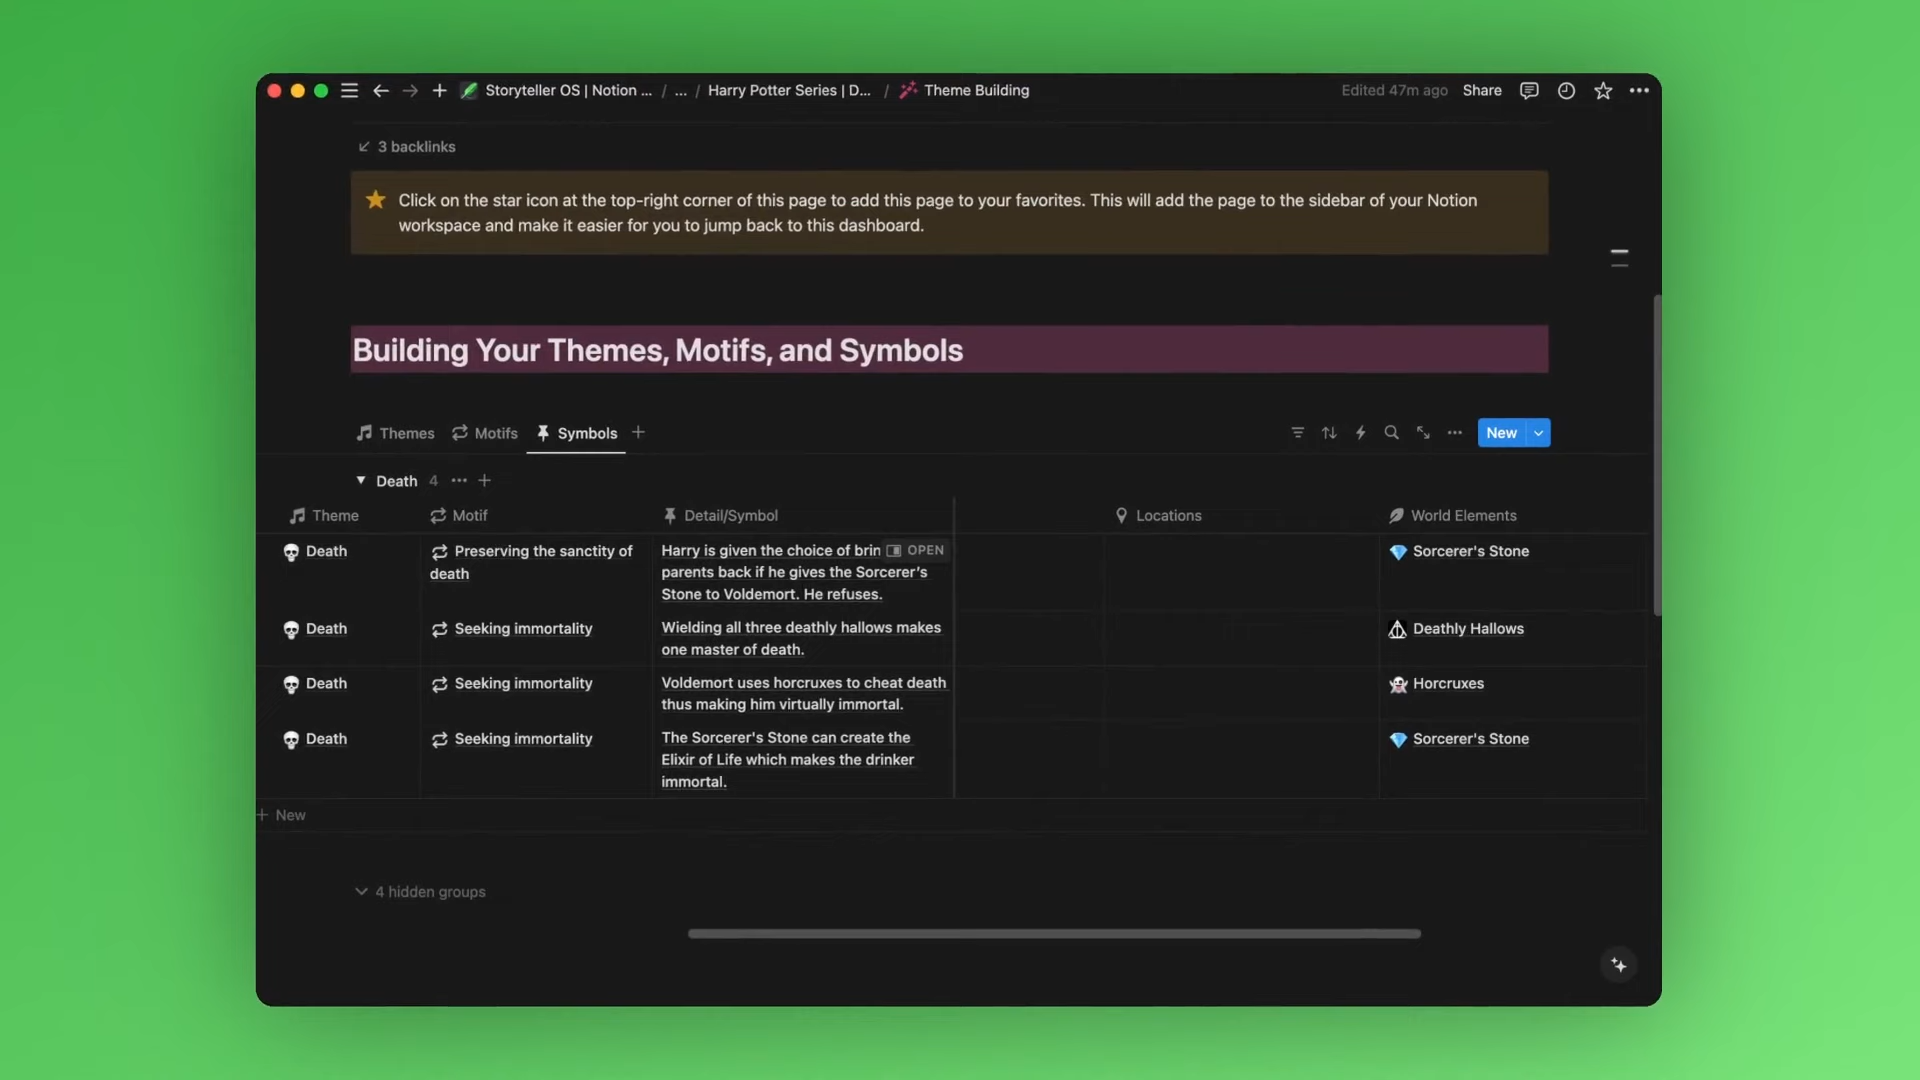 Storyteller OS | Notion ... / ... / Harry Potter Series | D... / Theme Building Edited 47m ago Share
3 backlinks
Click on the star icon at the top-right corner of this page to add this page to your favorites. This will add the page to the sidebar of your Notion
workspace and make it easier for you to jump back to this dashboard.
Building Your Themes, Motifs, and Symbols
Themes Motifs Symbols New
Death 4
Theme Motif Detail/Symbol Locations World Elements
Death
Preserving the sanctity of
death
Harry is given the choice of brin OPEN
parents back if he gives the Sorcerer's
Stone to Voldemort. He refuses.
Sorcerer's Stone
Death
Seeking immortality
Wielding all three deathly hallows makes
one master of death.
Deathly Hallows
Death
Seeking immortality
Voldemort uses horcruxes to cheat death
thus making him virtually immortal.
Horcruxes
Death
Seeking immortality
The Sorcerer's Stone can create the
Elixir of Life which makes the drinker
immortal.
Sorcerer's Stone
+ New
4 hidden groups